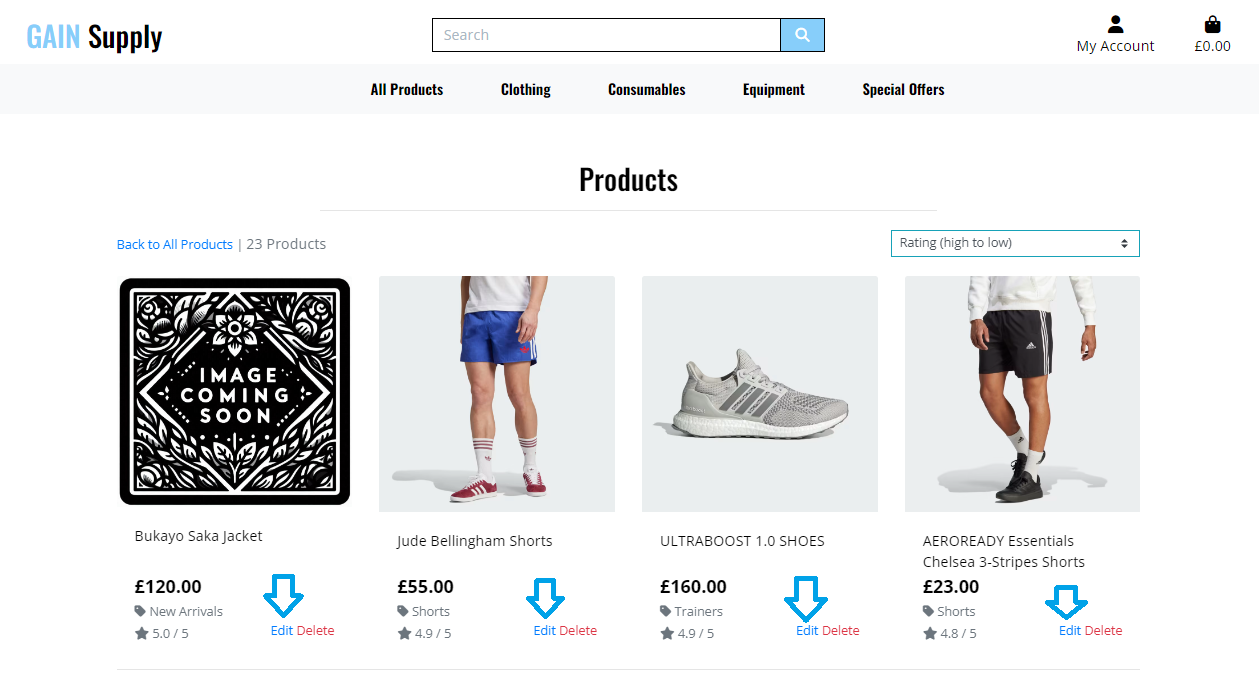 GAIN Supply
Search
My Account
£0.00
All Products Clothing Consumables Equipment Special Offers
Products
Back to All Products | 23 Products
Rating (high to low)
IMAGE
COMING
SOON
Bukayo Saka Jacket
£120.00
New Arrivals
5.0 / 5
Edit Delete
Jude Bellingham Shorts
£55.00
Shorts
4.9 / 5
Edit Delete
ULTRABOOST 1.0 SHOES
£160.00
Trainers
4.9 / 5
Edit Delete
AEROREADY Essentials
Chelsea 3-Stripes Shorts
£23.00
Shorts
4.8 / 5
Edit Delete